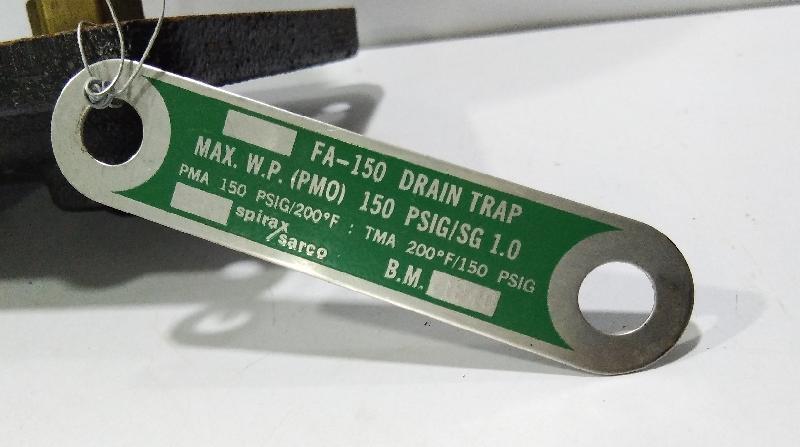 FA-150 DRAIN TRAP
MAX. W.P. (PMO) 150 PSIG/SG 1.0
PMA 150 PSIG/200°F : TMA 200°F/150 PSIG
spirax
/sarco
B.M.